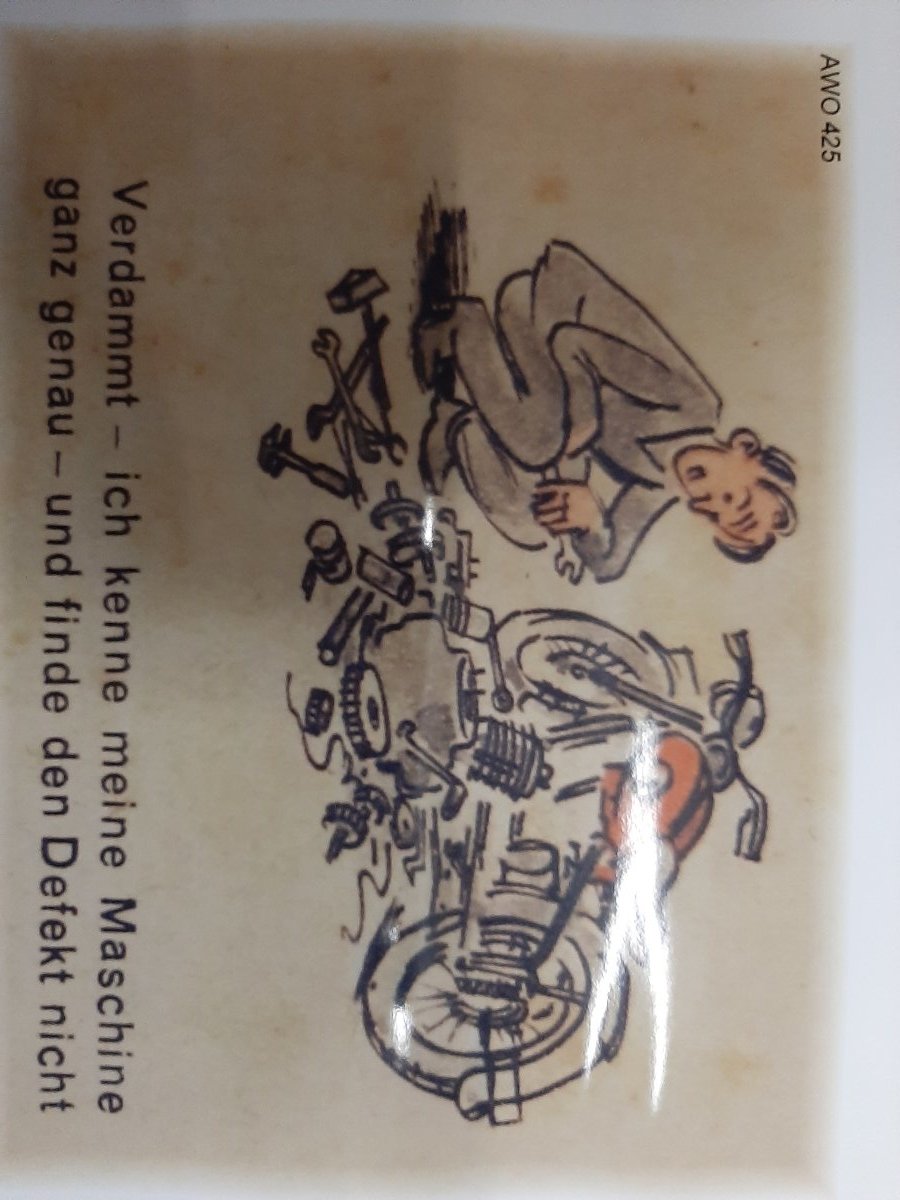 AWO 425
Verdammt – ich kenne meine Maschine
ganz genau – und finde den Defekt nicht